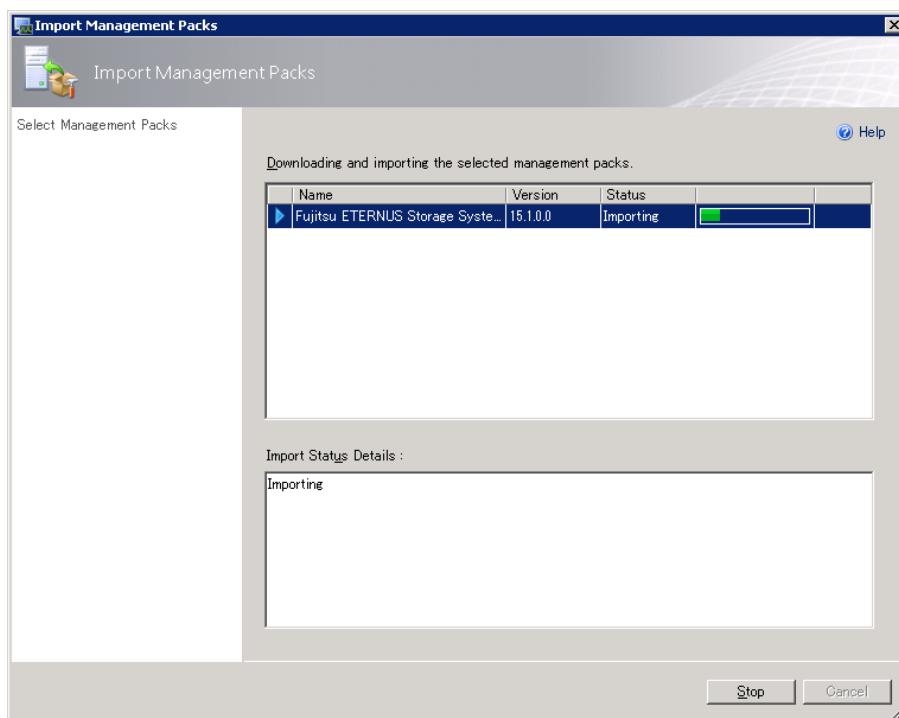 Import Management Packs
Import Management Packs
Select Management Packs
Help
Downloading and importing the selected management packs.
Name Version Status
Fujitsu ETERNUS Storage Syste... 15.1.0.0 Importing
Import Status Details :
Importing
Stop Cancel